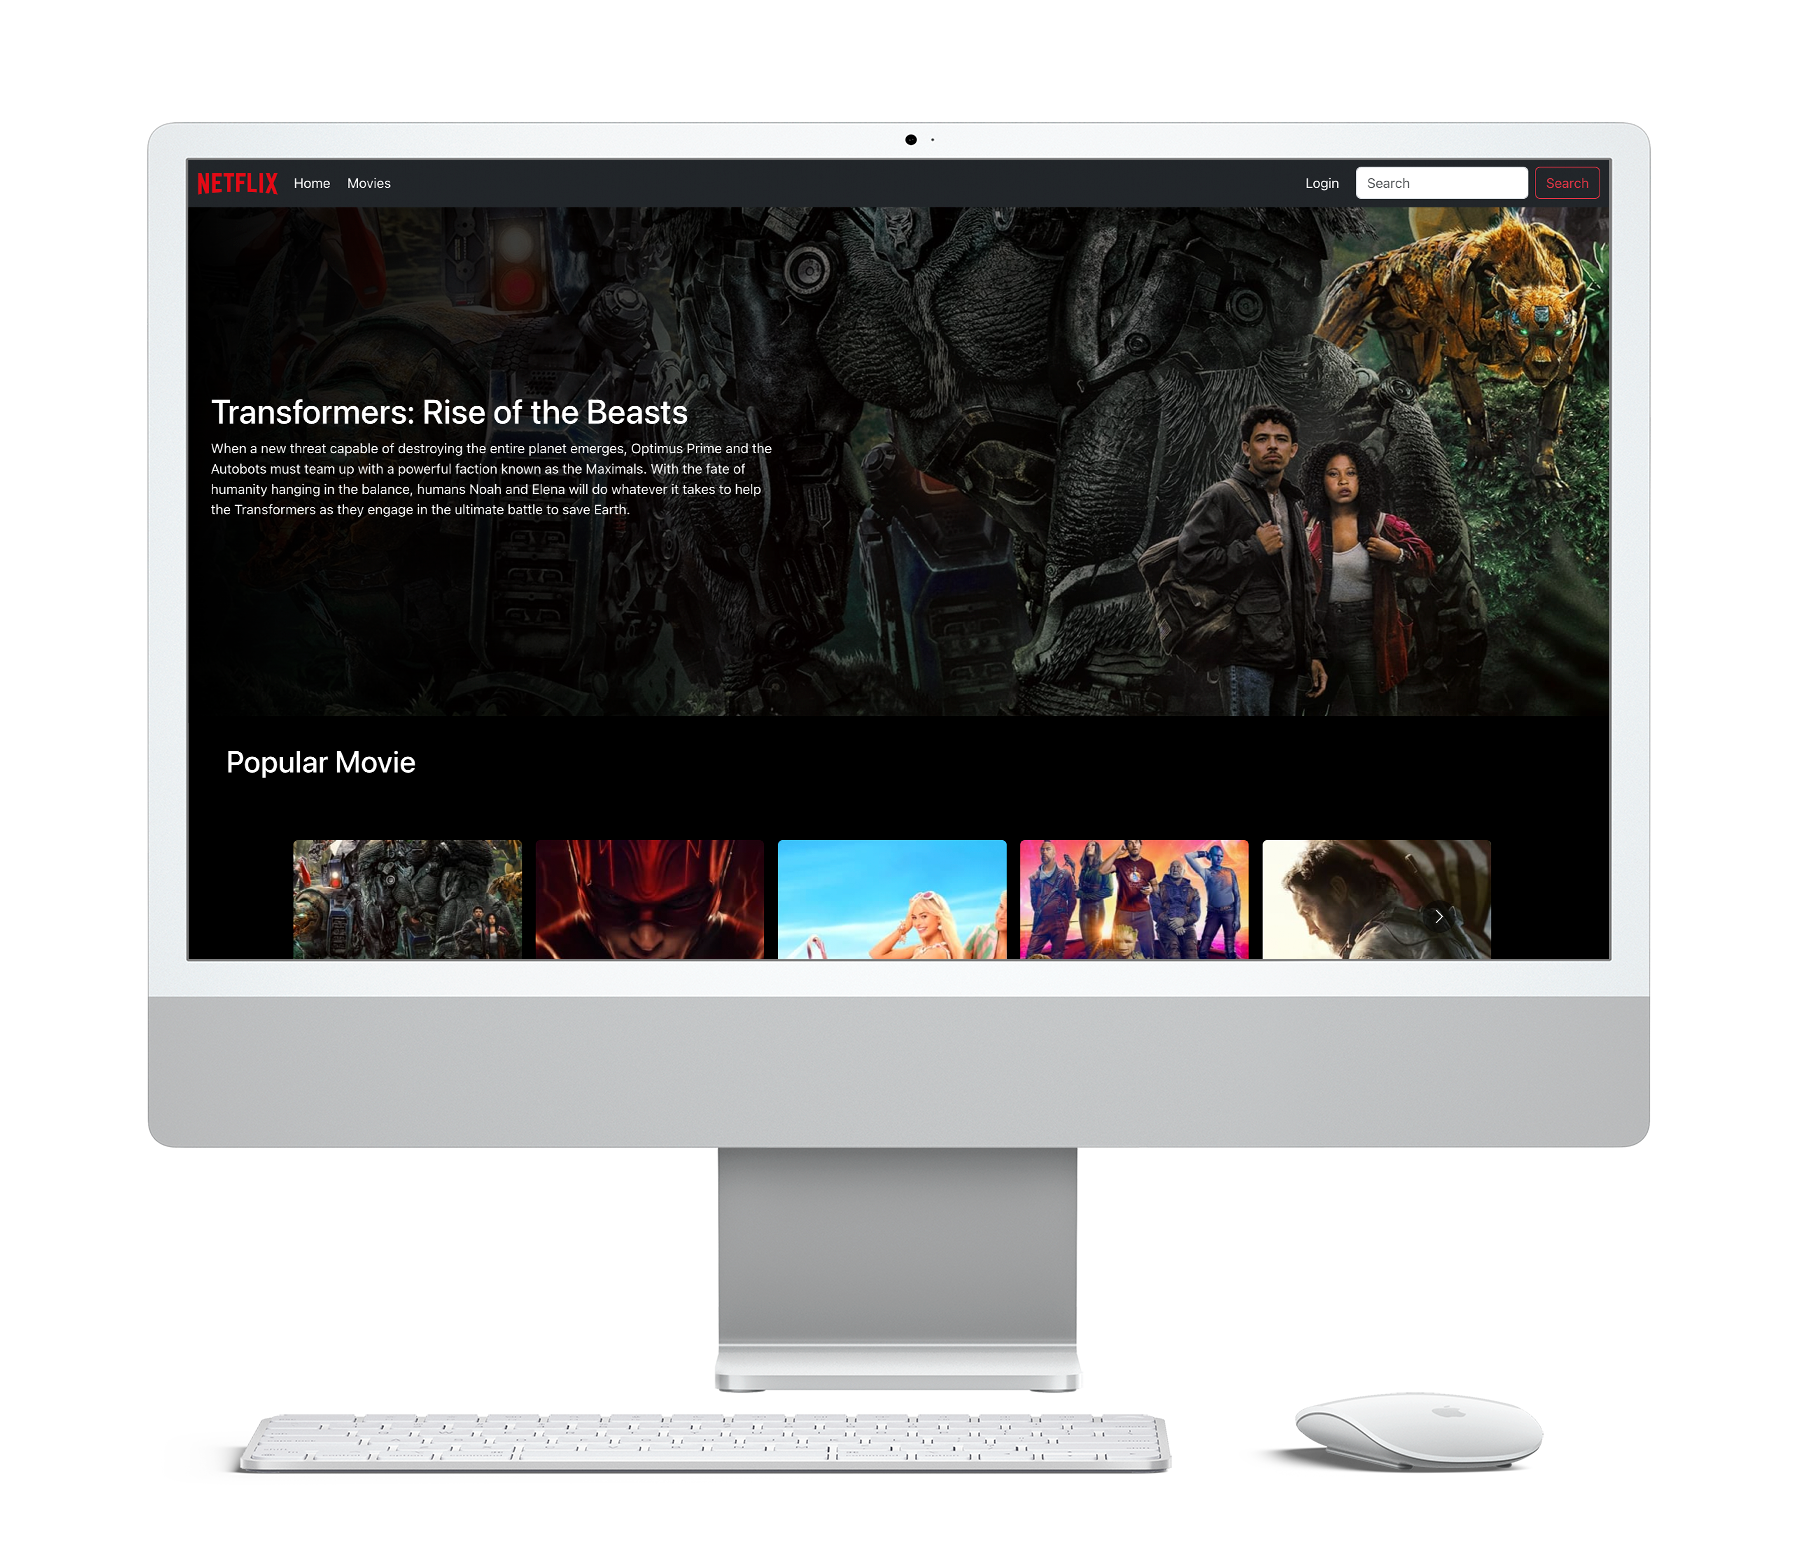 NETFLIX Home Movies Login Search Search
Transformers: Rise of the Beasts
When a new threat capable of destroying the entire planet emerges, Optimus Prime and the
Autobots must team up with a powerful faction known as the Maximals. With the fate of
humanity hanging in the balance, humans Noah and Elena will do whatever it takes to help
the Transformers as they engage in the ultimate battle to save Earth.
Popular Movie